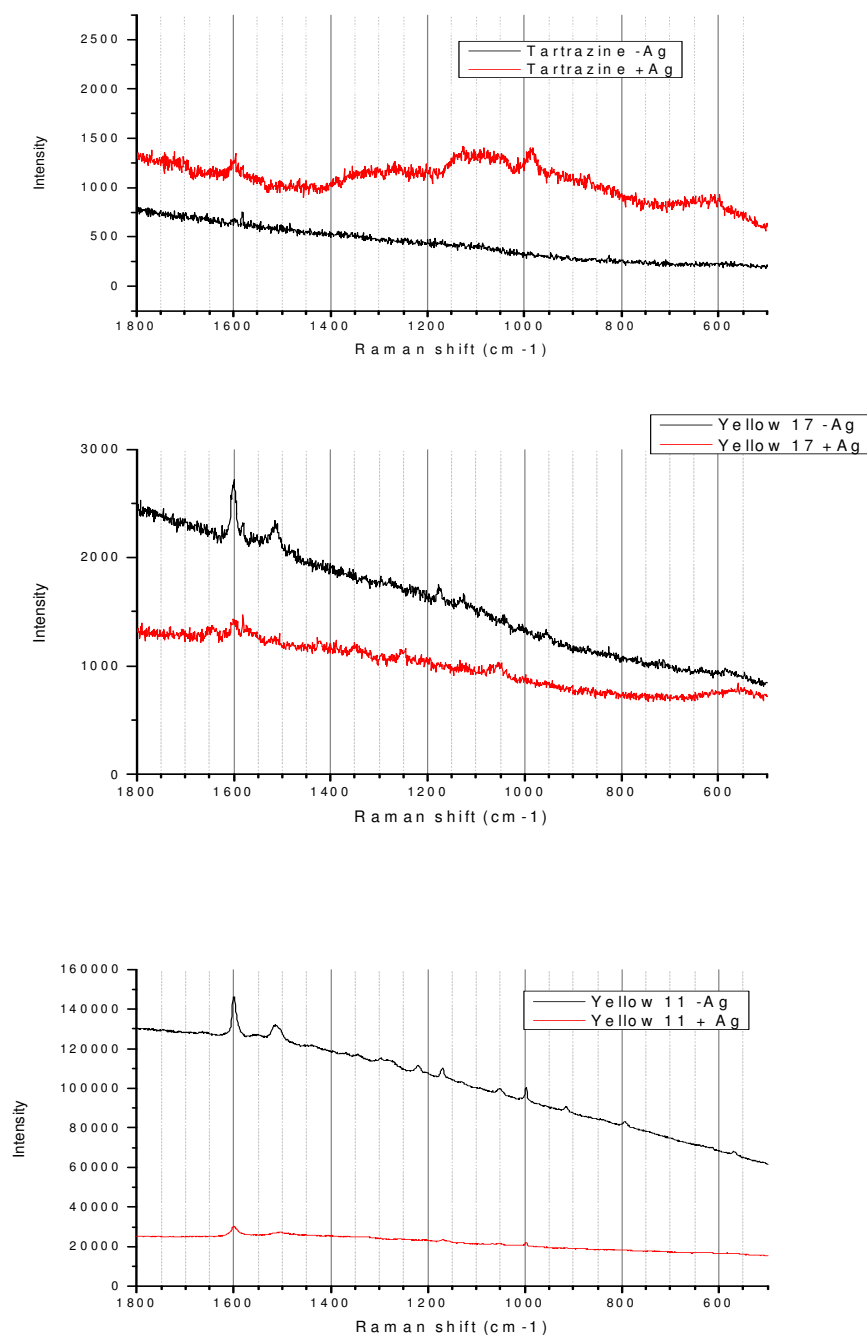 2500
2000
1500
1000
500
0
Intensity
Tartrazine -Ag
Tartrazine +Ag
1800 1600 1400 1200 1000 800 600
Raman shift (cm-1)
Yellow 17 -Ag
Yellow 17 +Ag
3000
2000
1000
0
Intensity
1800 1600 1400 1200 1000 800 600
Raman shift (cm-1)
160000
140000
120000
100000
80000
60000
40000
20000
0
Intensity
Yellow 11 -Ag
Yellow 11 + Ag
1800 1600 1400 1200 1000 800 600
Raman shift (cm-1)